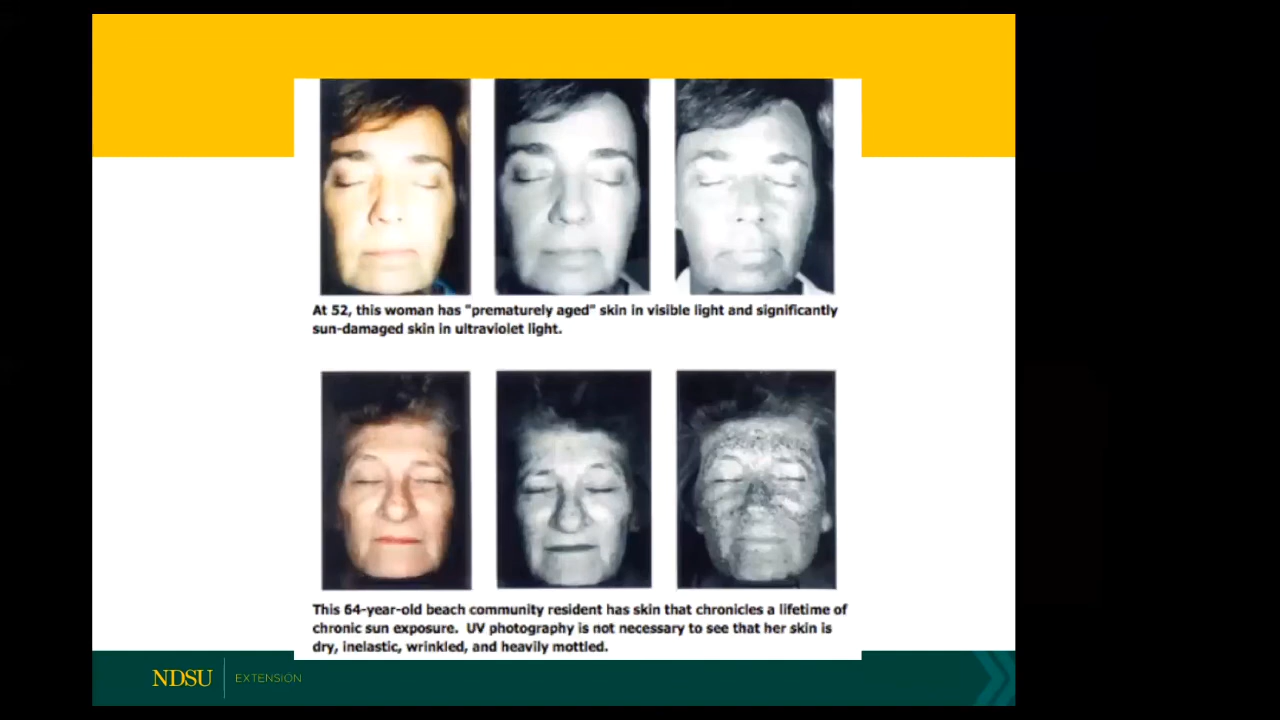 At 52, this woman has "prematurely aged" skin in visible light and significantly
sun-damaged skin in ultraviolet light.
This 64-year-old beach community resident has skin that chronicles a lifetime of
chronic sun exposure.  UV photography is not necessary to see that her skin is
dry, inelastic, wrinkled, and heavily mottled.
NDSU EXTENSION